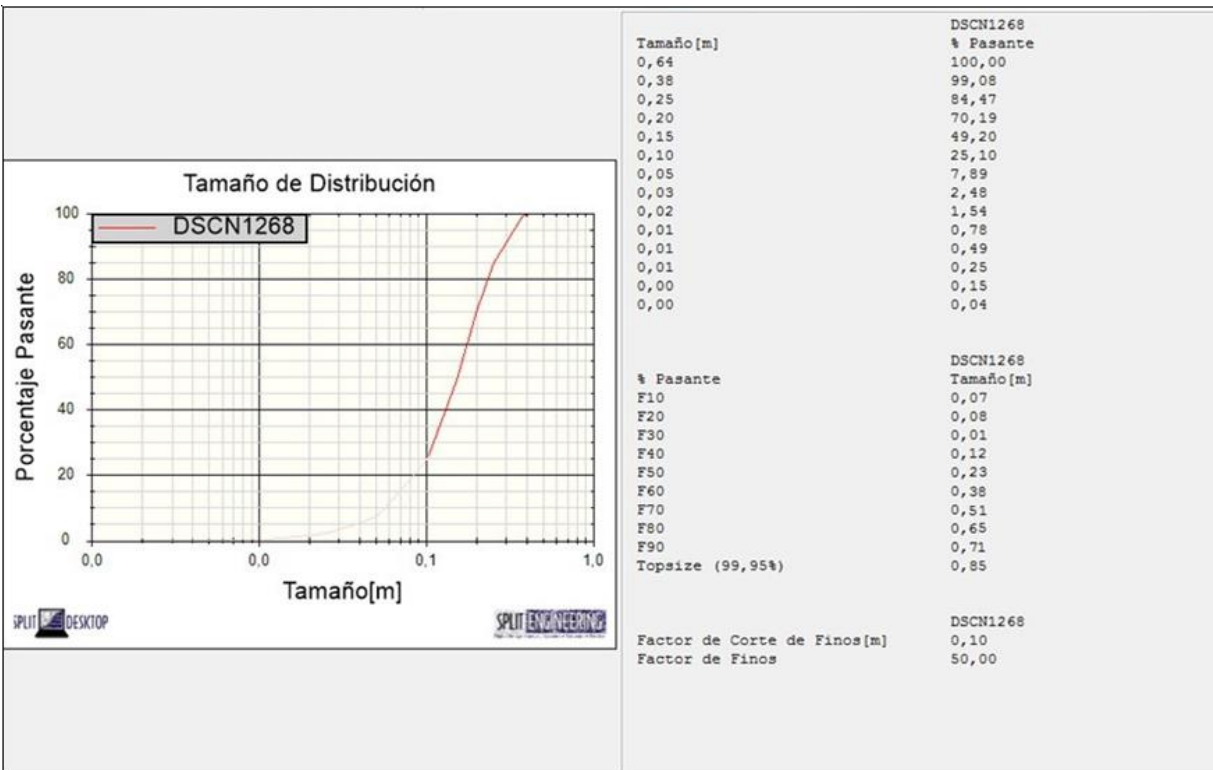 Tamaño de Distribución
DSCN1268
Porcentaje Pasante
100
80
60
40
20
0
0,0 0,0 0,1 1,0
Tamaño[m]
SPLIT DESKTOP
SPLIT ENGINEERING
DSCN1268
Tamaño[m] % Pasante
0,64 100,00
0,38 99,08
0,25 84,47
0,20 70,19
0,15 49,20
0,10 25,10
0,05 7,89
0,03 2,48
0,02 1,54
0,01 0,78
0,01 0,49
0,01 0,25
0,00 0,15
0,00 0,04
DSCN1268
% Pasante Tamaño[m]
F10 0,07
F20 0,08
F30 0,01
F40 0,12
F50 0,23
F60 0,38
F70 0,51
F80 0,65
F90 0,71
Topsize (99,95%) 0,85
DSCN1268
Factor de Corte de Finos[m] 0,10
Factor de Finos 50,00